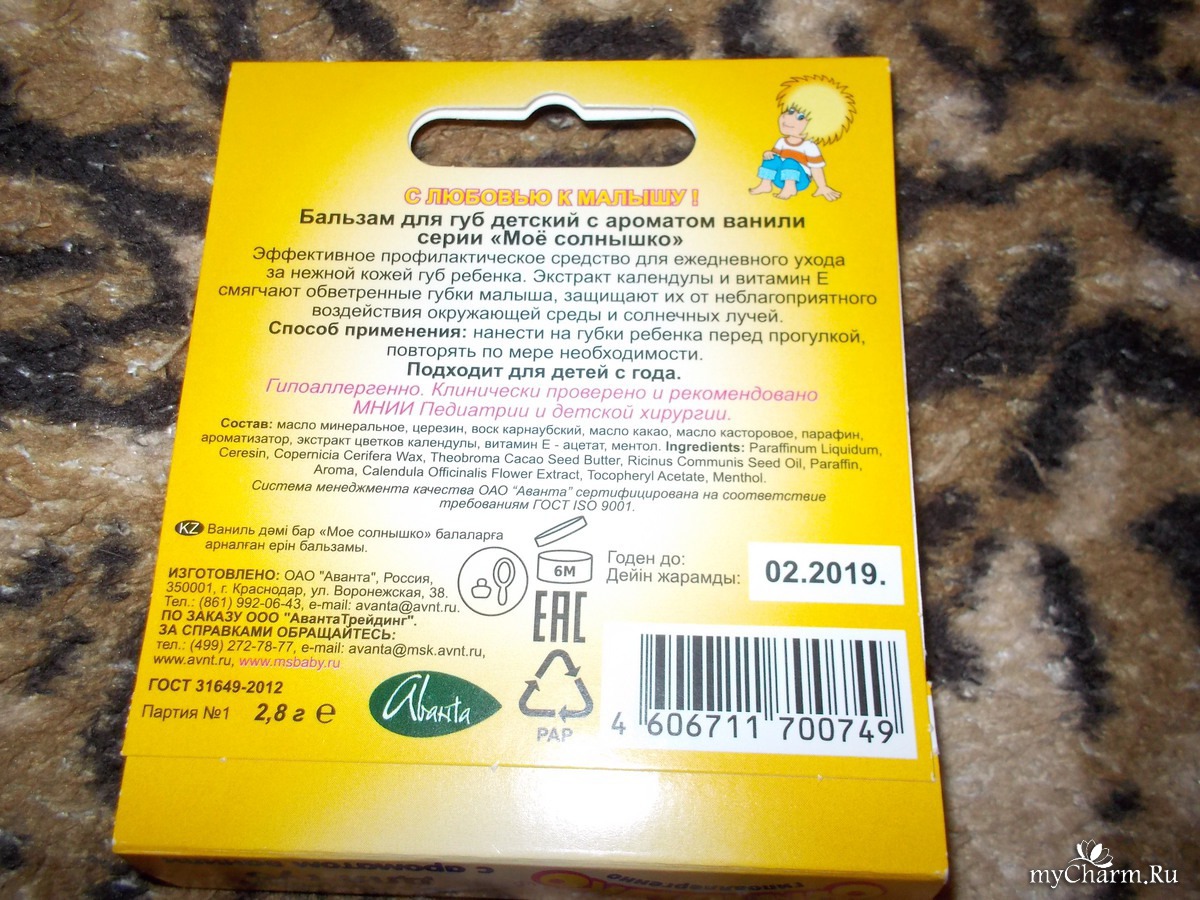 С ЛЮБОВЬЮ К МАЛЫШУ !
Бальзам для губ детский с ароматом ванили
серии «Моё солнышко»
Эффективное профилактическое средство для ежедневного ухода
за нежной кожей губ ребенка. Экстракт календулы и витамин Е
смягчают обветренные губки малыша, защищают их от неблагоприятного
воздействия окружающей среды и солнечных лучей.
Способ применения: нанести на губки ребенка перед прогулкой,
повторять по мере необходимости.
Подходит для детей с года.
Гипоаллергенно. Клинически проверено и рекомендовано
МНИИ Педиатрии и детской хирургии.
Состав: масло минеральное, церезин, воск карнаубский, масло какао, масло касторовое, парафин,
ароматизатор, экстракт цветков календулы, витамин Е - ацетат, ментол. Ingredients: Paraffinum Liquidum,
Ceresin, Copernicia Cerifera Wax, Theobroma Cacao Seed Butter, Ricinus Communis Seed Oil, Paraffin,
Aroma, Calendula Officinalis Flower Extract, Tocopheryl Acetate, Menthol.
Система менеджмента качества ОАО "Аванта" сертифицирована на соответствие
требованиям ГОСТ ISO 9001.
KZ Ваниль дәмі бар «Мое солнышко» балаларға
арналған ерін бальзамы.
ИЗГОТОВЛЕНО: ОАО "Аванта", Россия,
350001, г. Краснодар, ул. Воронежская, 38.
Тел.: (861) 992-06-43, e-mail: avanta@avnt.ru.
ПО ЗАКАЗУ ООО "АвантаТрейдинг".
ЗА СПРАВКАМИ ОБРАЩАЙТЕСЬ:
тел.: (499) 272-78-77, e-mail: avanta@msk.avnt.ru,
www.avnt.ru, www.msbaby.ru
ГОСТ 31649-2012
Партия №1 2,8 г ℮
Avanta
6М
EAC
PAP
Годен до:
Дейін жарамды:
02.2019.
4 606711 700749
с ароматом ванили
гипоаллергенно
myCharm.Ru